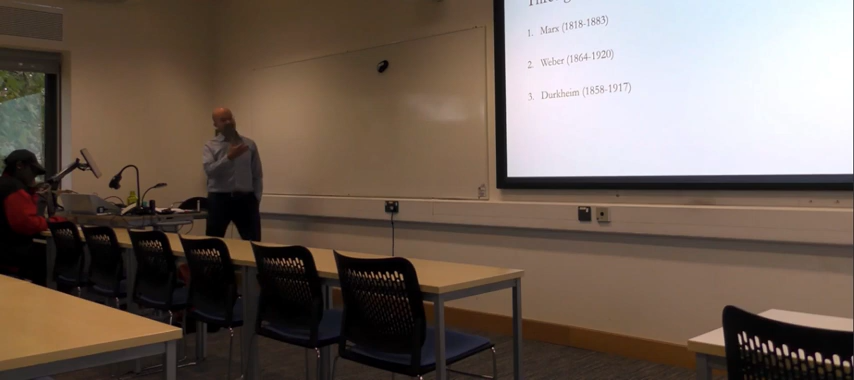 1. Marx (1818-1883)
2. Weber (1864-1920)
3. Durkheim (1858-1917)